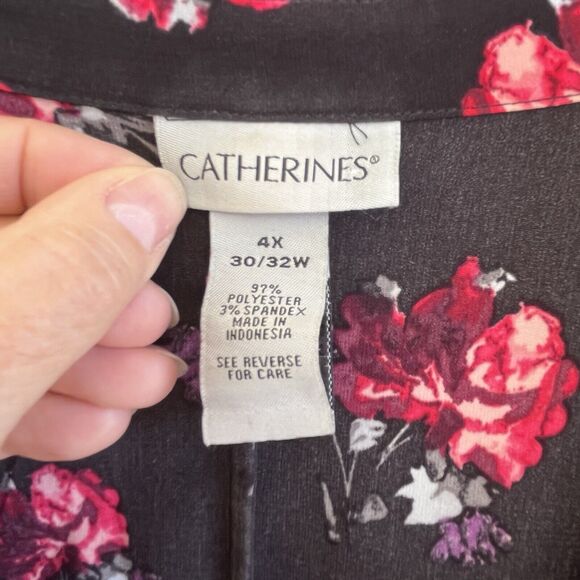 CATHERINES®
4X
30/32W
97%
POLYESTER
3% SPANDEX
MADE IN
INDONESIA
SEE REVERSE
FOR CARE